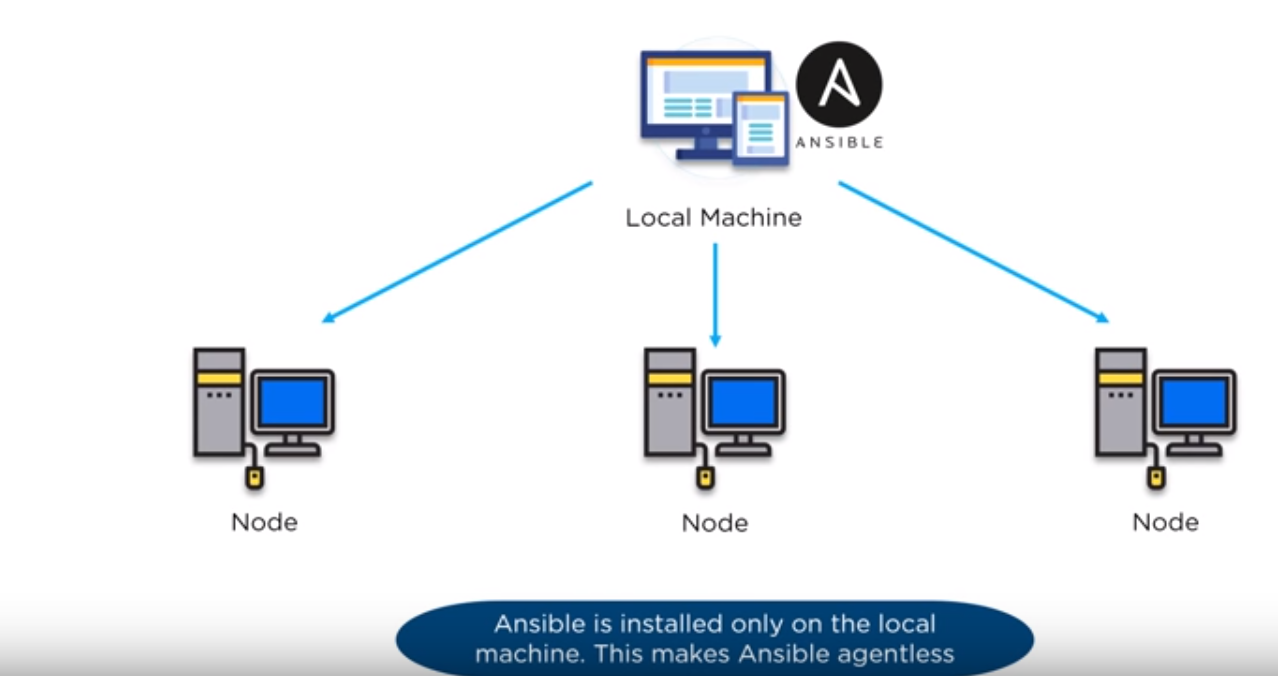 ANSIBLE
Local Machine
Node
Node
Node
Ansible is installed only on the local
machine. This makes Ansible agentless